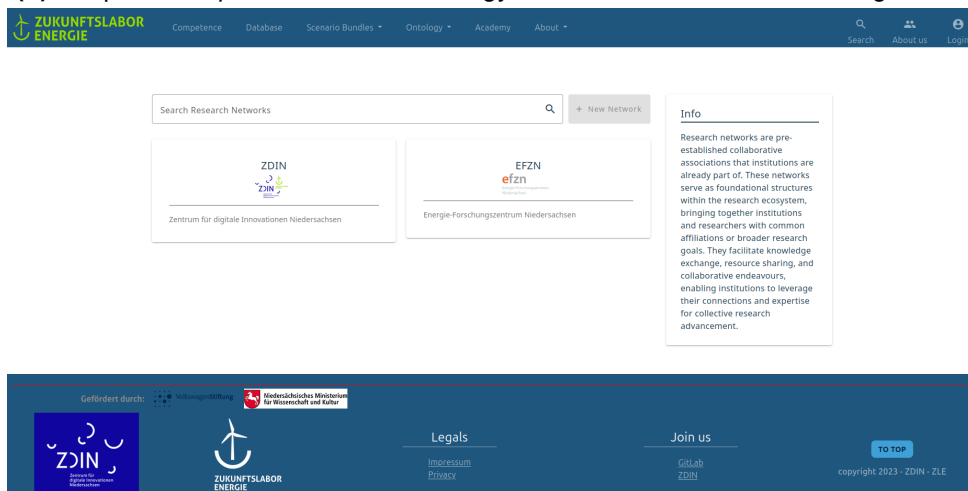 ZUKUNFTSLABOR
ENERGIE
Competence Database Scenario Bundles Ontology Academy About
Search About us Login
Search Research Networks
+ New Network
ZDIN
ZDIN
Zentrum für digitale Innovationen Niedersachsen
EFZN
efzn
Energie-Forschungszentrum
Niedersachsen
Energie-Forschungszentrum Niedersachsen
Info
Research networks are pre-
established collaborative
associations that institutions are
already part of. These networks
serve as foundational structures
within the research ecosystem,
bringing together institutions
and researchers with common
affiliations or broader research
goals. They facilitate knowledge
exchange, resource sharing, and
collaborative endeavours,
enabling institutions to leverage
their connections and expertise
for collective research
advancement.
Gefördert durch:
VolkswagenStiftung
Niedersächsisches Ministerium
für Wissenschaft und Kultur
ZDIN
Zentrum für
digitale Innovationen
Niedersachsen
ZUKUNFTSLABOR
ENERGIE
Legals
Impressum
Privacy
Join us
GitLab
ZDIN
TO TOP
copyright 2023 - ZDIN - ZLE